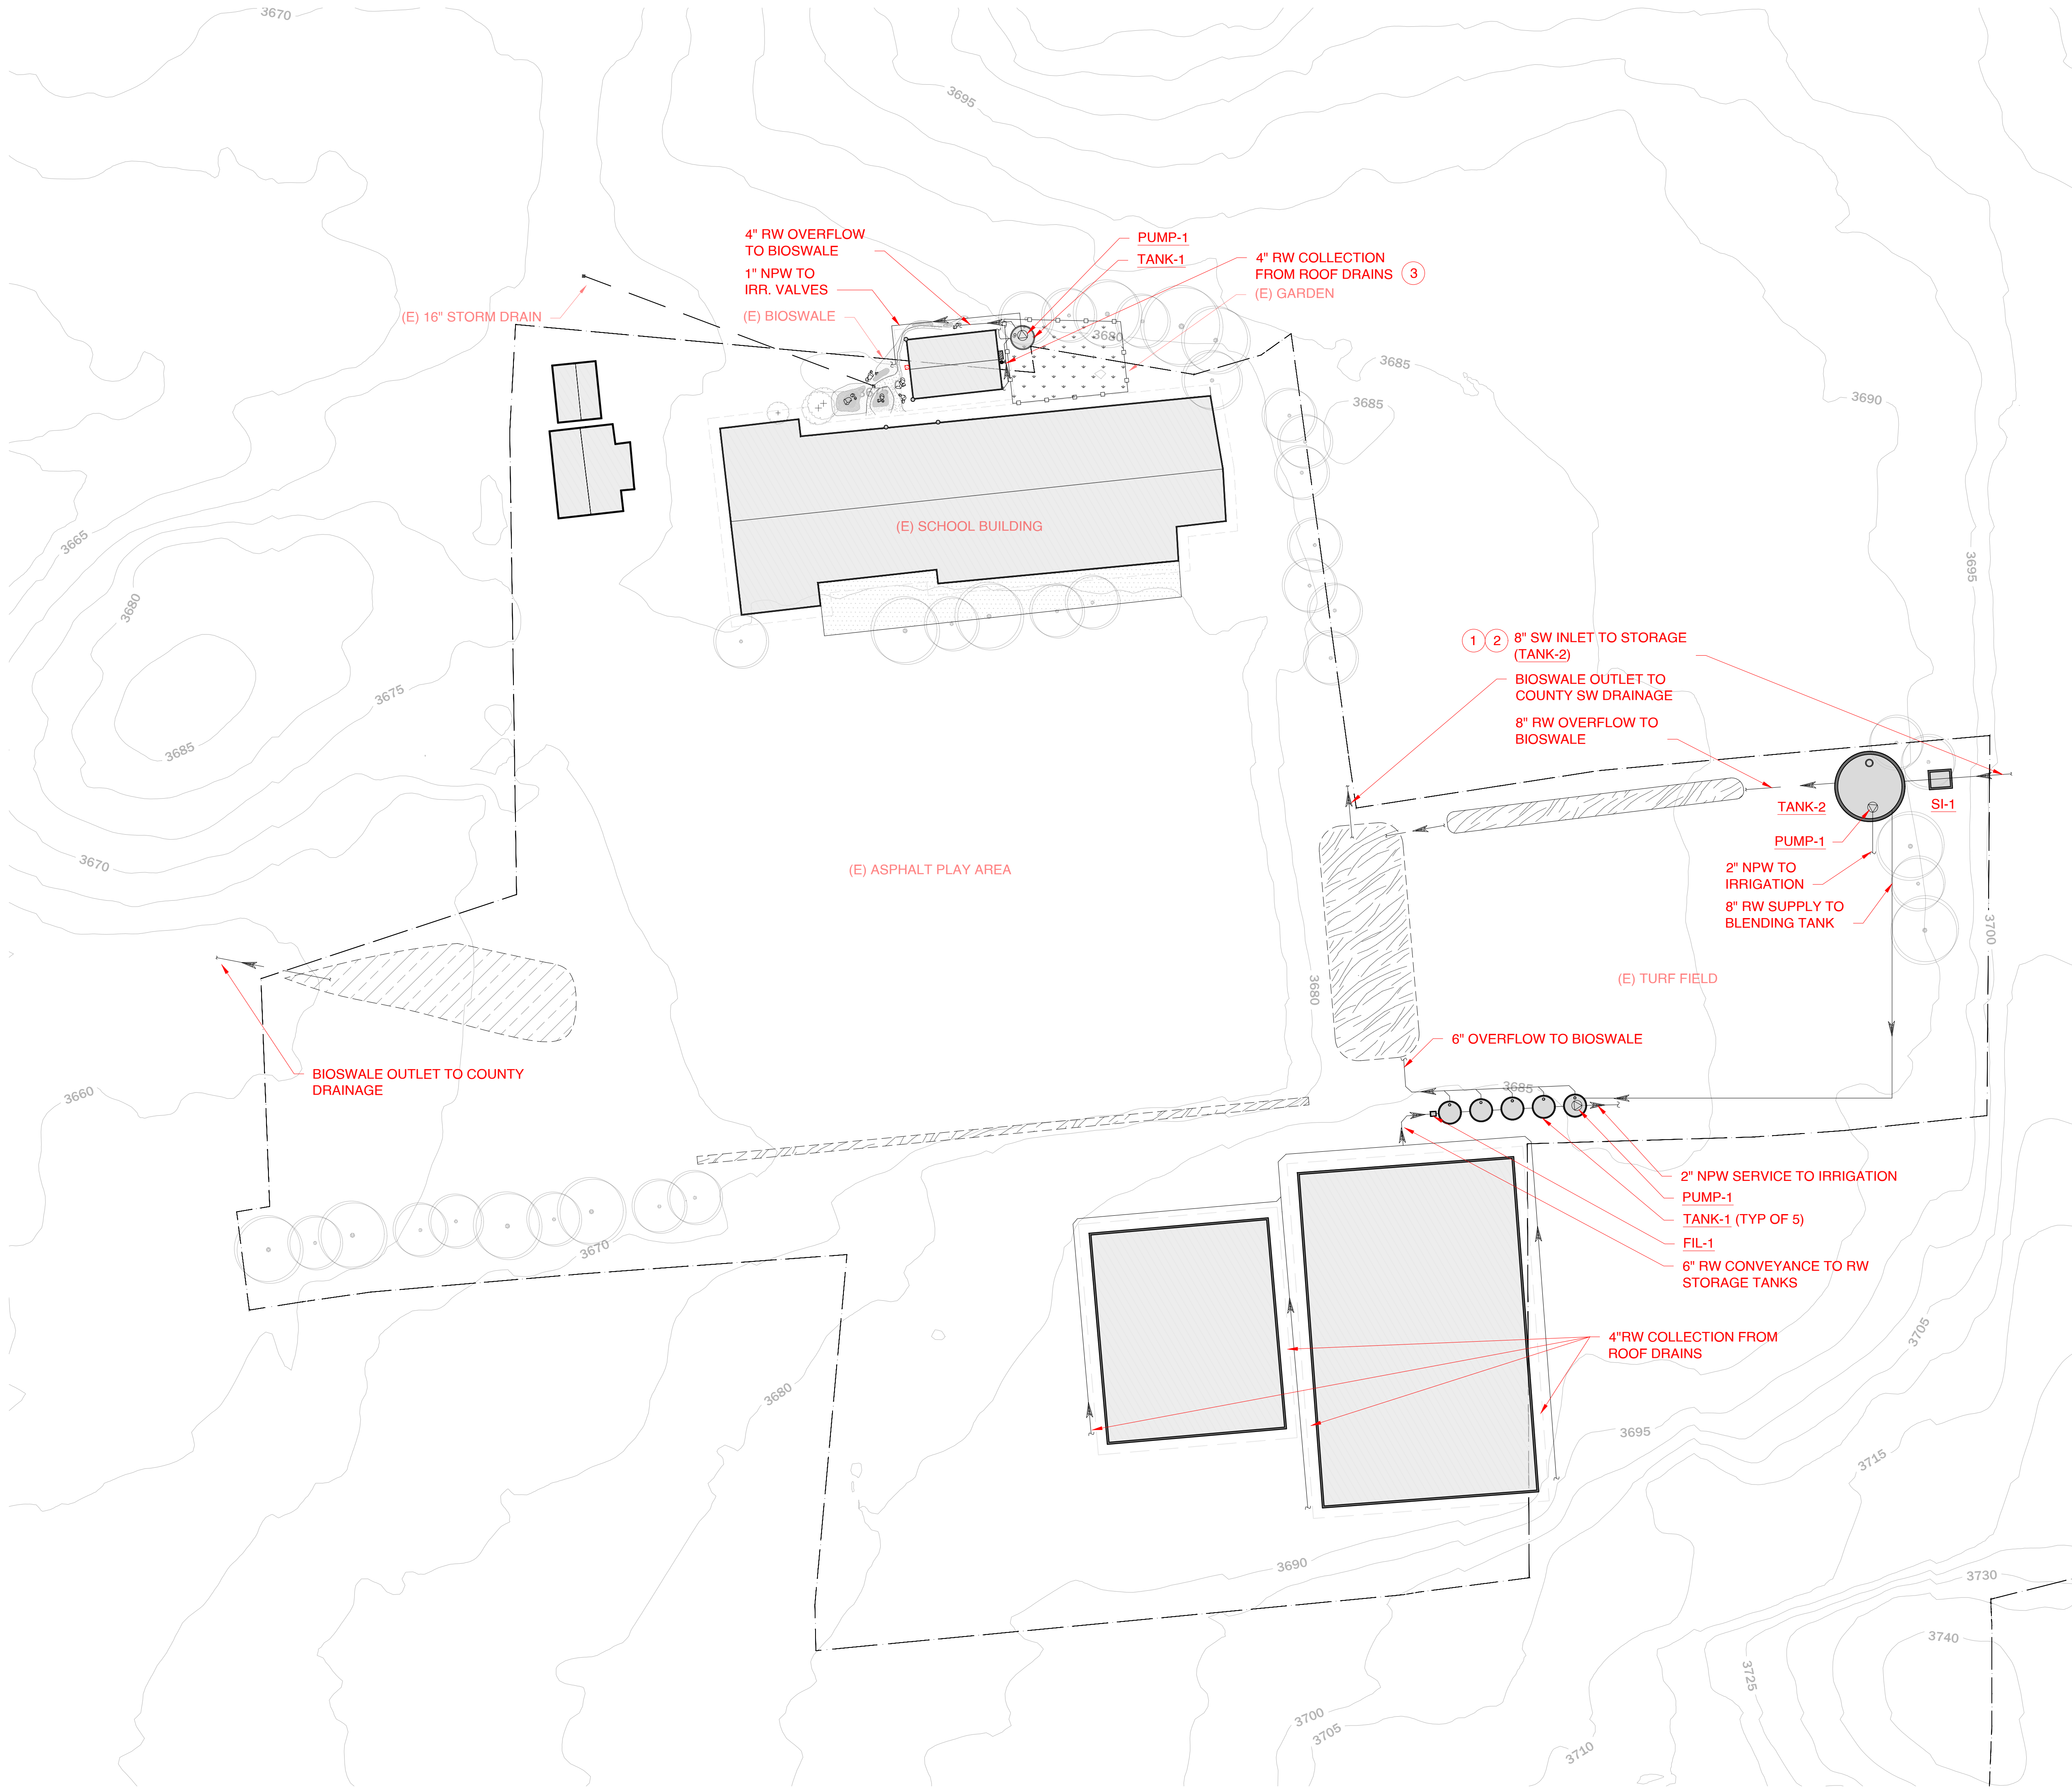 3670
3695
4" RW OVERFLOW
TO BIOSWALE
1" NPW TO
IRR. VALVES
(E) BIOSWALE
(E) 16" STORM DRAIN
PUMP-1
TANK-1
4" RW COLLECTION
FROM ROOF DRAINS 3
(E) GARDEN
3680
3685
3685
3690
3665
3680
(E) SCHOOL BUILDING
3695
3675
3685
1 2 8" SW INLET TO STORAGE
(TANK-2)
BIOSWALE OUTLET TO
COUNTY SW DRAINAGE
8" RW OVERFLOW TO
BIOSWALE
TANK-2
SI-1
PUMP-1
2" NPW TO
IRRIGATION
8" RW SUPPLY TO
BLENDING TANK
3670
(E) ASPHALT PLAY AREA
3700
3680
(E) TURF FIELD
6" OVERFLOW TO BIOSWALE
BIOSWALE OUTLET TO COUNTY
DRAINAGE
3660
3685
2" NPW SERVICE TO IRRIGATION
PUMP-1
TANK-1 (TYP OF 5)
FIL-1
6" RW CONVEYANCE TO RW
STORAGE TANKS
3670
4"RW COLLECTION FROM
ROOF DRAINS
3705
3680
3695
3715
3690
3730
3740
3725
3700
3705
3710